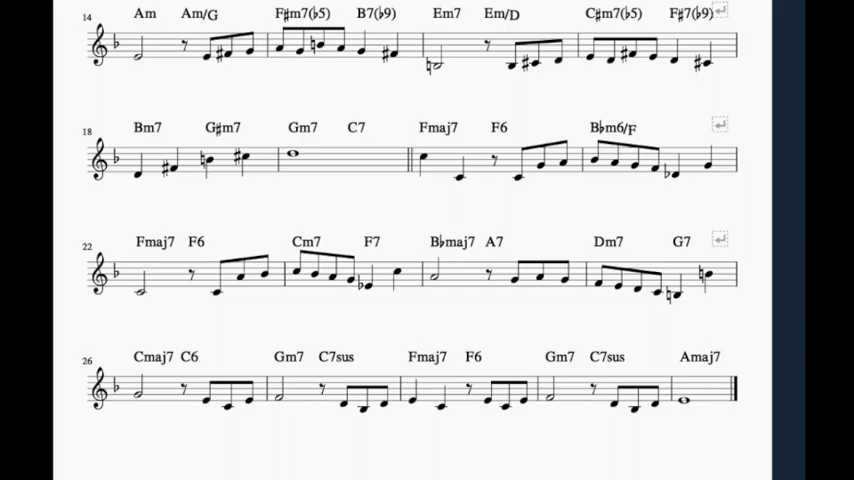 14 Am Am/G F♯m7(♭5) B7(♭9) Em7 Em/D C♯m7(♭5) F♯7(♭9)
18 Bm7 G♯m7 Gm7 C7 Fmaj7 F6 B♭m6/F
22 Fmaj7 F6 Cm7 F7 B♭maj7 A7 Dm7 G7
26 Cmaj7 C6 Gm7 C7sus Fmaj7 F6 Gm7 C7sus Amaj7